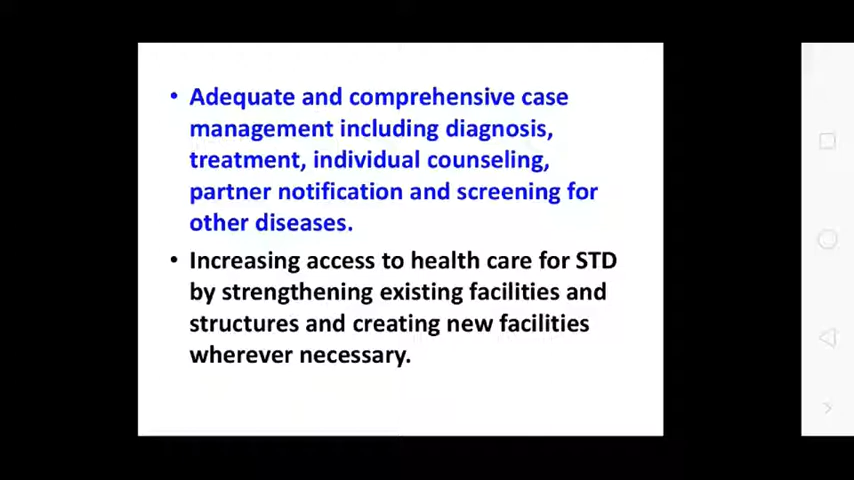 • Adequate and comprehensive case
management including diagnosis,
treatment, individual counseling,
partner notification and screening for
other diseases.
• Increasing access to health care for STD
by strengthening existing facilities and
structures and creating new facilities
wherever necessary.